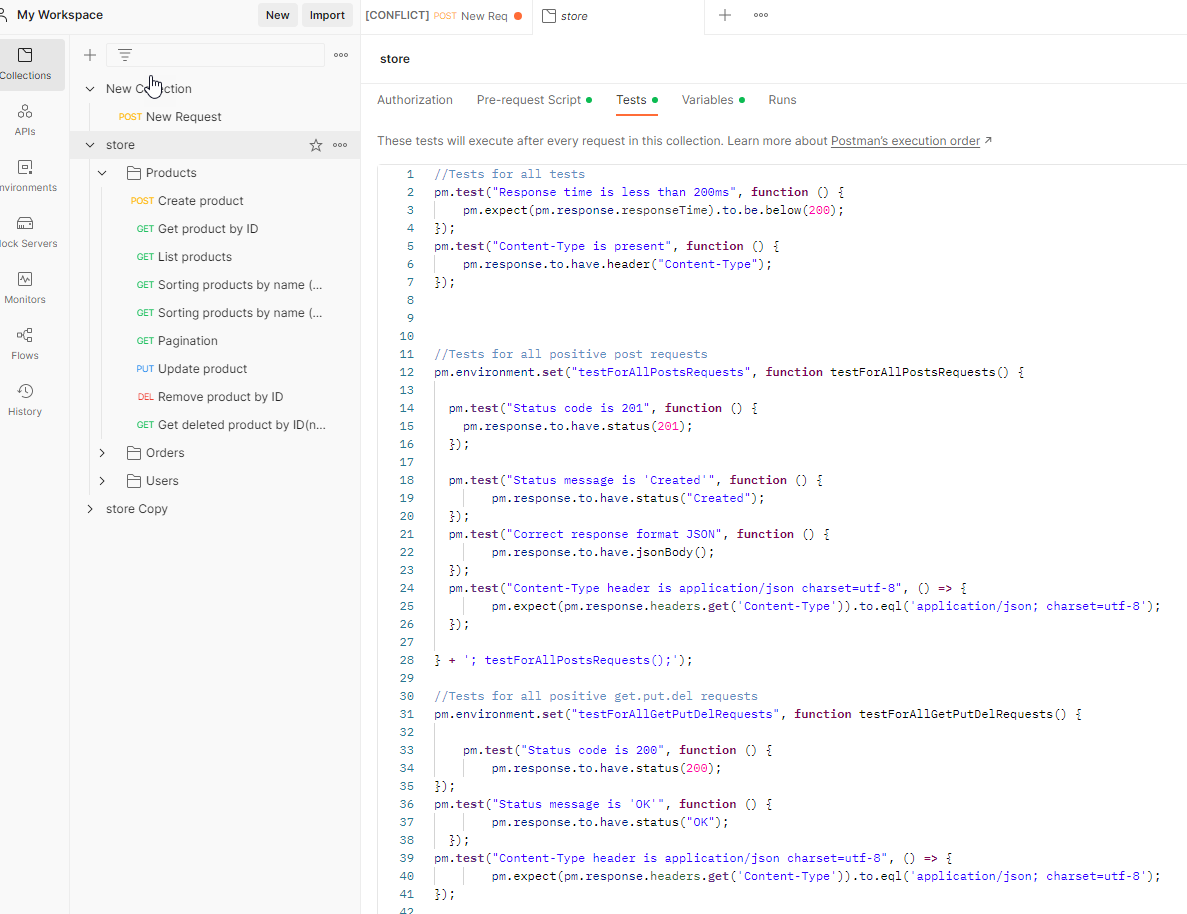 My Workspace
New
Import
[CONFLICT] POST New Req
store
Collections
APIs
nvironments
ock Servers
Monitors
Flows
History
New Collection
POST New Request
store
Products
POST Create product
GET Get product by ID
GET List products
GET Sorting products by name (...
GET Sorting products by name (...
GET Pagination
PUT Update product
DEL Remove product by ID
GET Get deleted product by ID(n...
Orders
Users
store Copy
store
Authorization
Pre-request Script
Tests
Variables
Runs
These tests will execute after every request in this collection. Learn more about Postman's execution order ↗
1 //Tests for all tests
2 pm.test("Response time is less than 200ms", function () {
3 pm.expect(pm.response.responseTime).to.be.below(200);
4 });
5 pm.test("Content-Type is present", function () {
6 pm.response.to.have.header("Content-Type");
7 });
8
9
10
11 //Tests for all positive post requests
12 pm.environment.set("testForAllPostsRequests", function testForAllPostsRequests() {
13
14 pm.test("Status code is 201", function () {
15 pm.response.to.have.status(201);
16 });
17
18 pm.test("Status message is 'Created'", function () {
19 pm.response.to.have.status("Created");
20 });
21 pm.test("Correct response format JSON", function () {
22 pm.response.to.have.jsonBody();
23 });
24 pm.test("Content-Type header is application/json charset=utf-8", () => {
25 pm.expect(pm.response.headers.get('Content-Type')).to.eql('application/json; charset=utf-8');
26 });
27
28 } + '; testForAllPostsRequests();');
29
30 //Tests for all positive get.put.del requests
31 pm.environment.set("testForAllGetPutDelRequests", function testForAllGetPutDelRequests() {
32
33 pm.test("Status code is 200", function () {
34 pm.response.to.have.status(200);
35 });
36 pm.test("Status message is 'OK'", function () {
37 pm.response.to.have.status("OK");
38 });
39 pm.test("Content-Type header is application/json charset=utf-8", () => {
40 pm.expect(pm.response.headers.get('Content-Type')).to.eql('application/json; charset=utf-8');
41 });
42